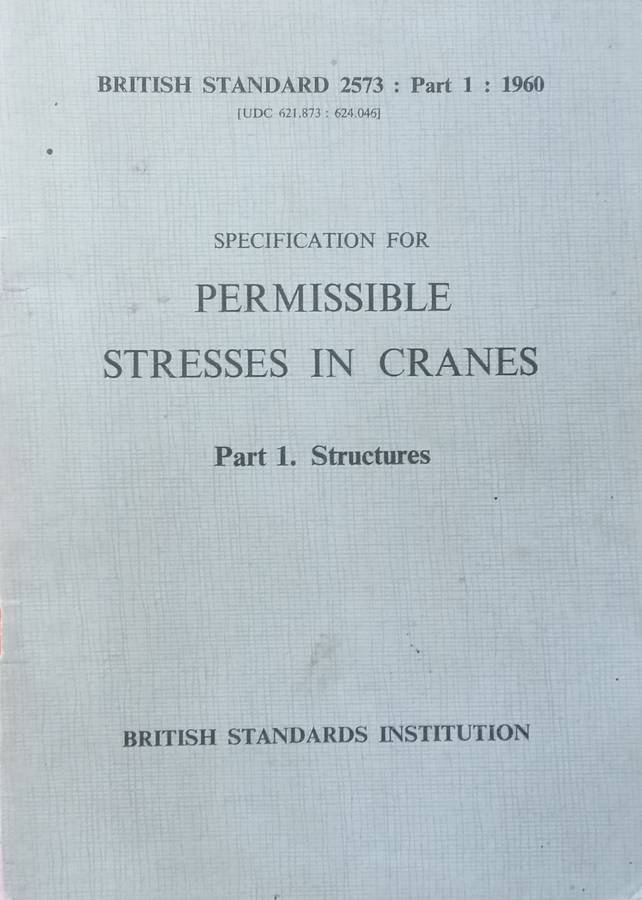 BRITISH STANDARD 2573 : Part 1 : 1960
[UDC 621.873 : 624.046]
SPECIFICATION FOR
PERMISSIBLE
STRESSES IN CRANES
Part 1. Structures
BRITISH STANDARDS INSTITUTION